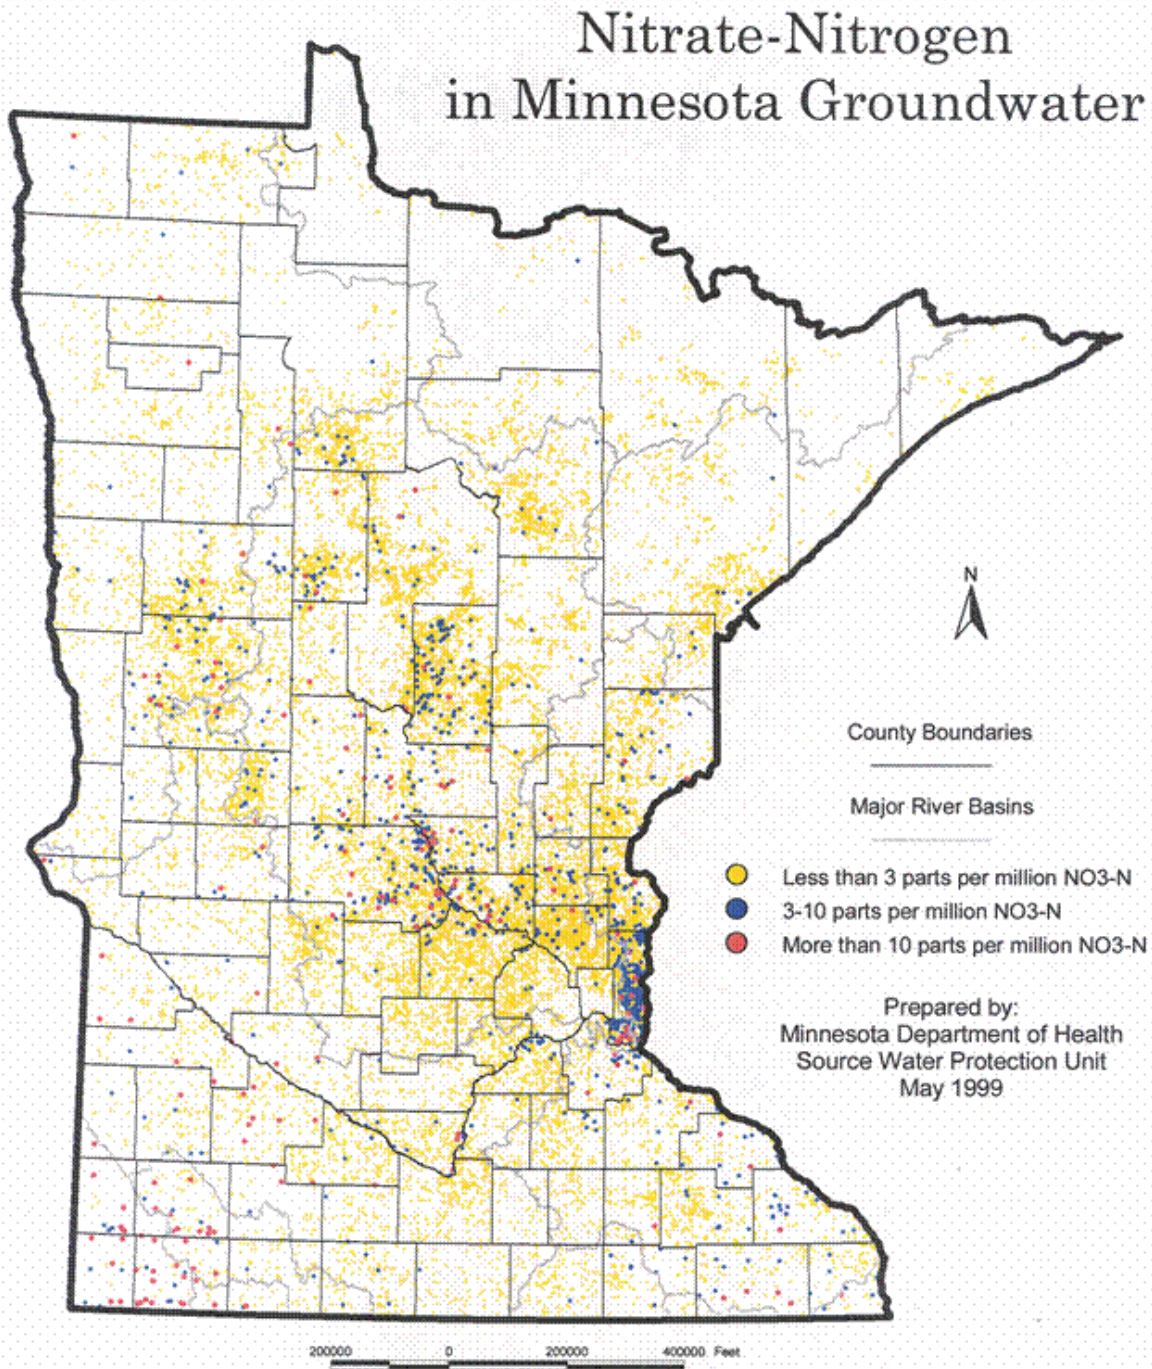 Nitrate-Nitrogen
in Minnesota Groundwater
N
County Boundaries
Major River Basins
Less than 3 parts per million NO3-N
3-10 parts per million NO3-N
More than 10 parts per million NO3-N
Prepared by:
Minnesota Department of Health
Source Water Protection Unit
May 1999
200000 0 200000 400000 Feet